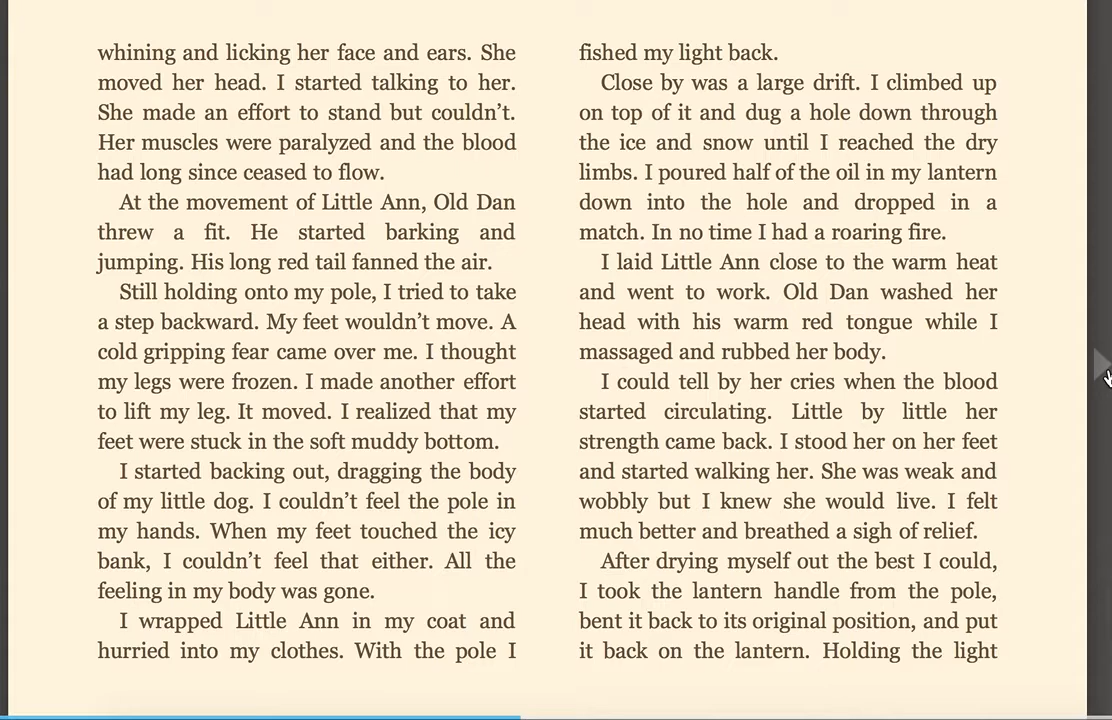 whining and licking her face and ears. She
moved her head. I started talking to her.
She made an effort to stand but couldn’t.
Her muscles were paralyzed and the blood
had long since ceased to flow.
At the movement of Little Ann, Old Dan
threw a fit. He started barking and
jumping. His long red tail fanned the air.
Still holding onto my pole, I tried to take
a step backward. My feet wouldn’t move. A
cold gripping fear came over me. I thought
my legs were frozen. I made another effort
to lift my leg. It moved. I realized that my
feet were stuck in the soft muddy bottom.
I started backing out, dragging the body
of my little dog. I couldn’t feel the pole in
my hands. When my feet touched the icy
bank, I couldn’t feel that either. All the
feeling in my body was gone.
I wrapped Little Ann in my coat and
hurried into my clothes. With the pole I
fished my light back.
Close by was a large drift. I climbed up
on top of it and dug a hole down through
the ice and snow until I reached the dry
limbs. I poured half of the oil in my lantern
down into the hole and dropped in a
match. In no time I had a roaring fire.
I laid Little Ann close to the warm heat
and went to work. Old Dan washed her
head with his warm red tongue while I
massaged and rubbed her body.
I could tell by her cries when the blood
started circulating. Little by little her
strength came back. I stood her on her feet
and started walking her. She was weak and
wobbly but I knew she would live. I felt
much better and breathed a sigh of relief.
After drying myself out the best I could,
I took the lantern handle from the pole,
bent it back to its original position, and put
it back on the lantern. Holding the light